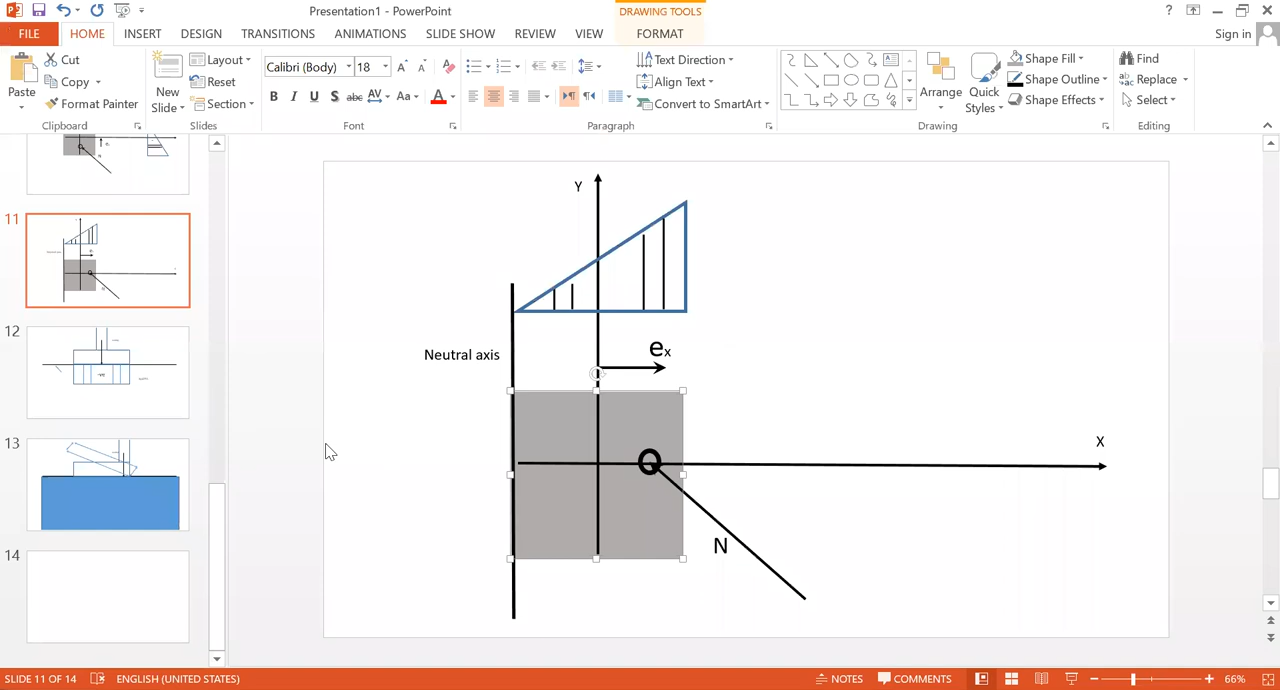 Presentation1 - PowerPoint
DRAWING TOOLS
?
FILE
HOME
INSERT
DESIGN
TRANSITIONS
ANIMATIONS
SLIDE SHOW
REVIEW
VIEW
FORMAT
Sign in
Paste
Cut
Copy
Format Painter
Clipboard
New
Slide
Layout
Reset
Section
Slides
Calibri (Body)
18
B I U S abc AV Aa A
Font
Text Direction
Align Text
Convert to SmartArt
Paragraph
Arrange
Quick
Styles
Shape Fill
Shape Outline
Shape Effects
Drawing
Find
Replace
Select
Editing
11
12
13
14
Y
ex
Neutral axis
X
N
SLIDE 11 OF 14
ENGLISH (UNITED STATES)
NOTES
COMMENTS
66%